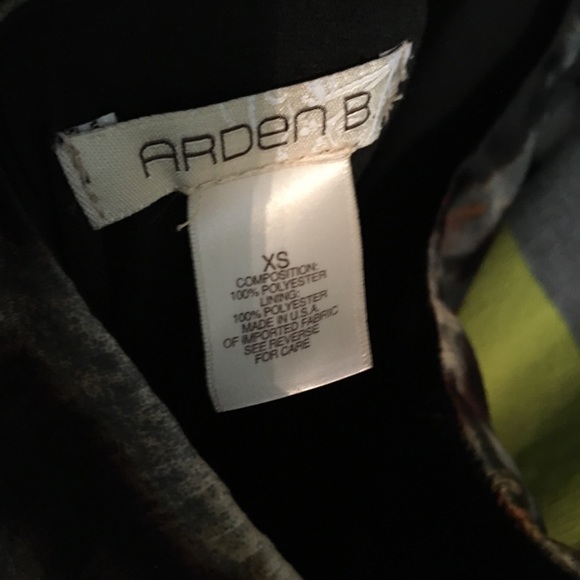 ARDEN B
XS
COMPOSITION:
100% POLYESTER
LINING:
100% POLYESTER
MADE IN U.S.A.
OF IMPORTED FABRIC
SEE REVERSE
FOR CARE